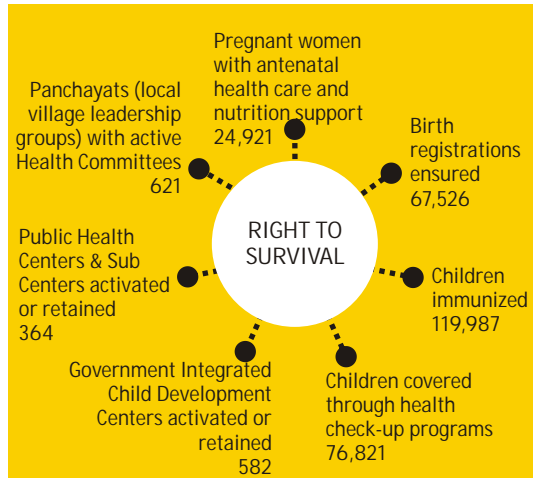 RIGHT TO
SURVIVAL
Pregnant women
with antenatal
health care and
nutrition support
24,921
Birth
registrations
ensured
67,526
Children
immunized
119,987
Children covered
through health
check-up programs
76,821
Government Integrated
Child Development
Centers activated or
retained
582
Public Health
Centers & Sub
Centers activated
or retained
364
Panchayats (local
village leadership
groups) with active
Health Committees
621